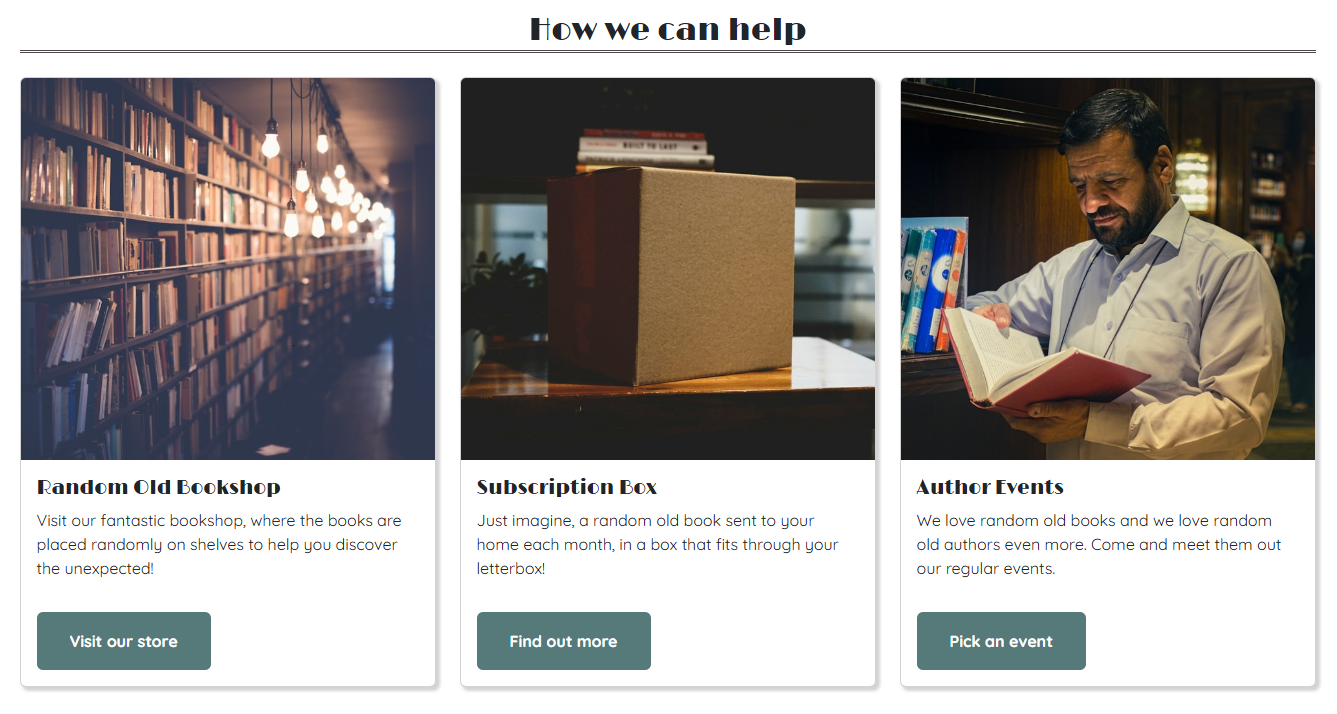 How we can help
BUILT TO LAST
Random Old Bookshop
Visit our fantastic bookshop, where the books are
placed randomly on shelves to help you discover
the unexpected!
Visit our store
Subscription Box
Just imagine, a random old book sent to your
home each month, in a box that fits through your
letterbox!
Find out more
Author Events
We love random old books and we love random
old authors even more. Come and meet them out
our regular events.
Pick an event